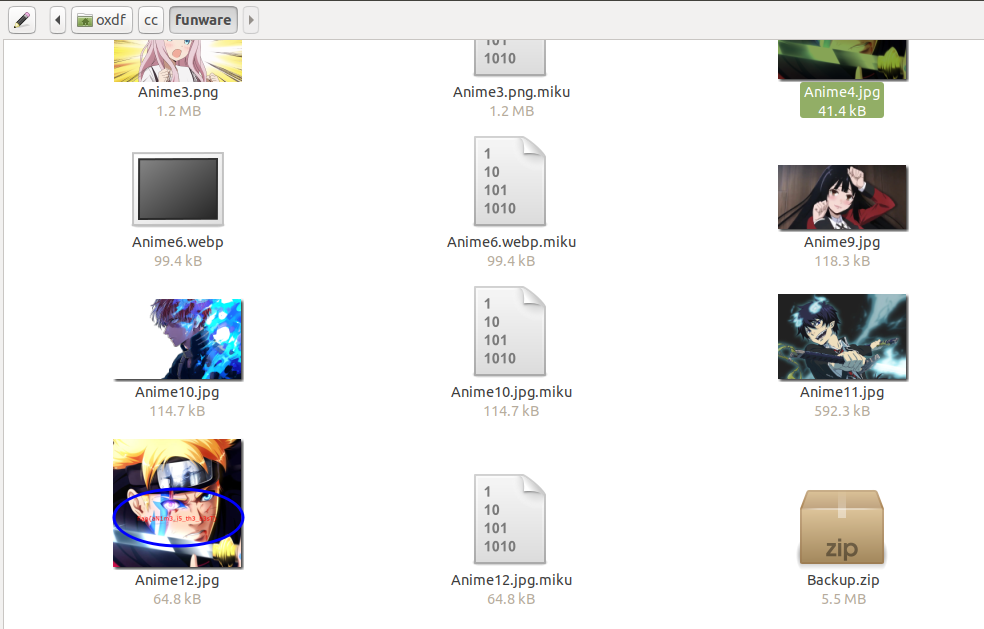 oxdf cc funware
101
1010
101
1010
Anime3.png Anime3.png.miku Anime4.jpg
1.2 MB 1.2 MB 41.4 kB
1
10
101
1010
Anime6.webp Anime6.webp.miku Anime9.jpg
99.4 kB 99.4 kB 118.3 kB
1
10
101
1010
Anime10.jpg Anime10.jpg.miku Anime11.jpg
114.7 kB 114.7 kB 592.3 kB
1
10
101
1010
zip
Anime12.jpg Anime12.jpg.miku Backup.zip
64.8 kB 64.8 kB 5.5 MB